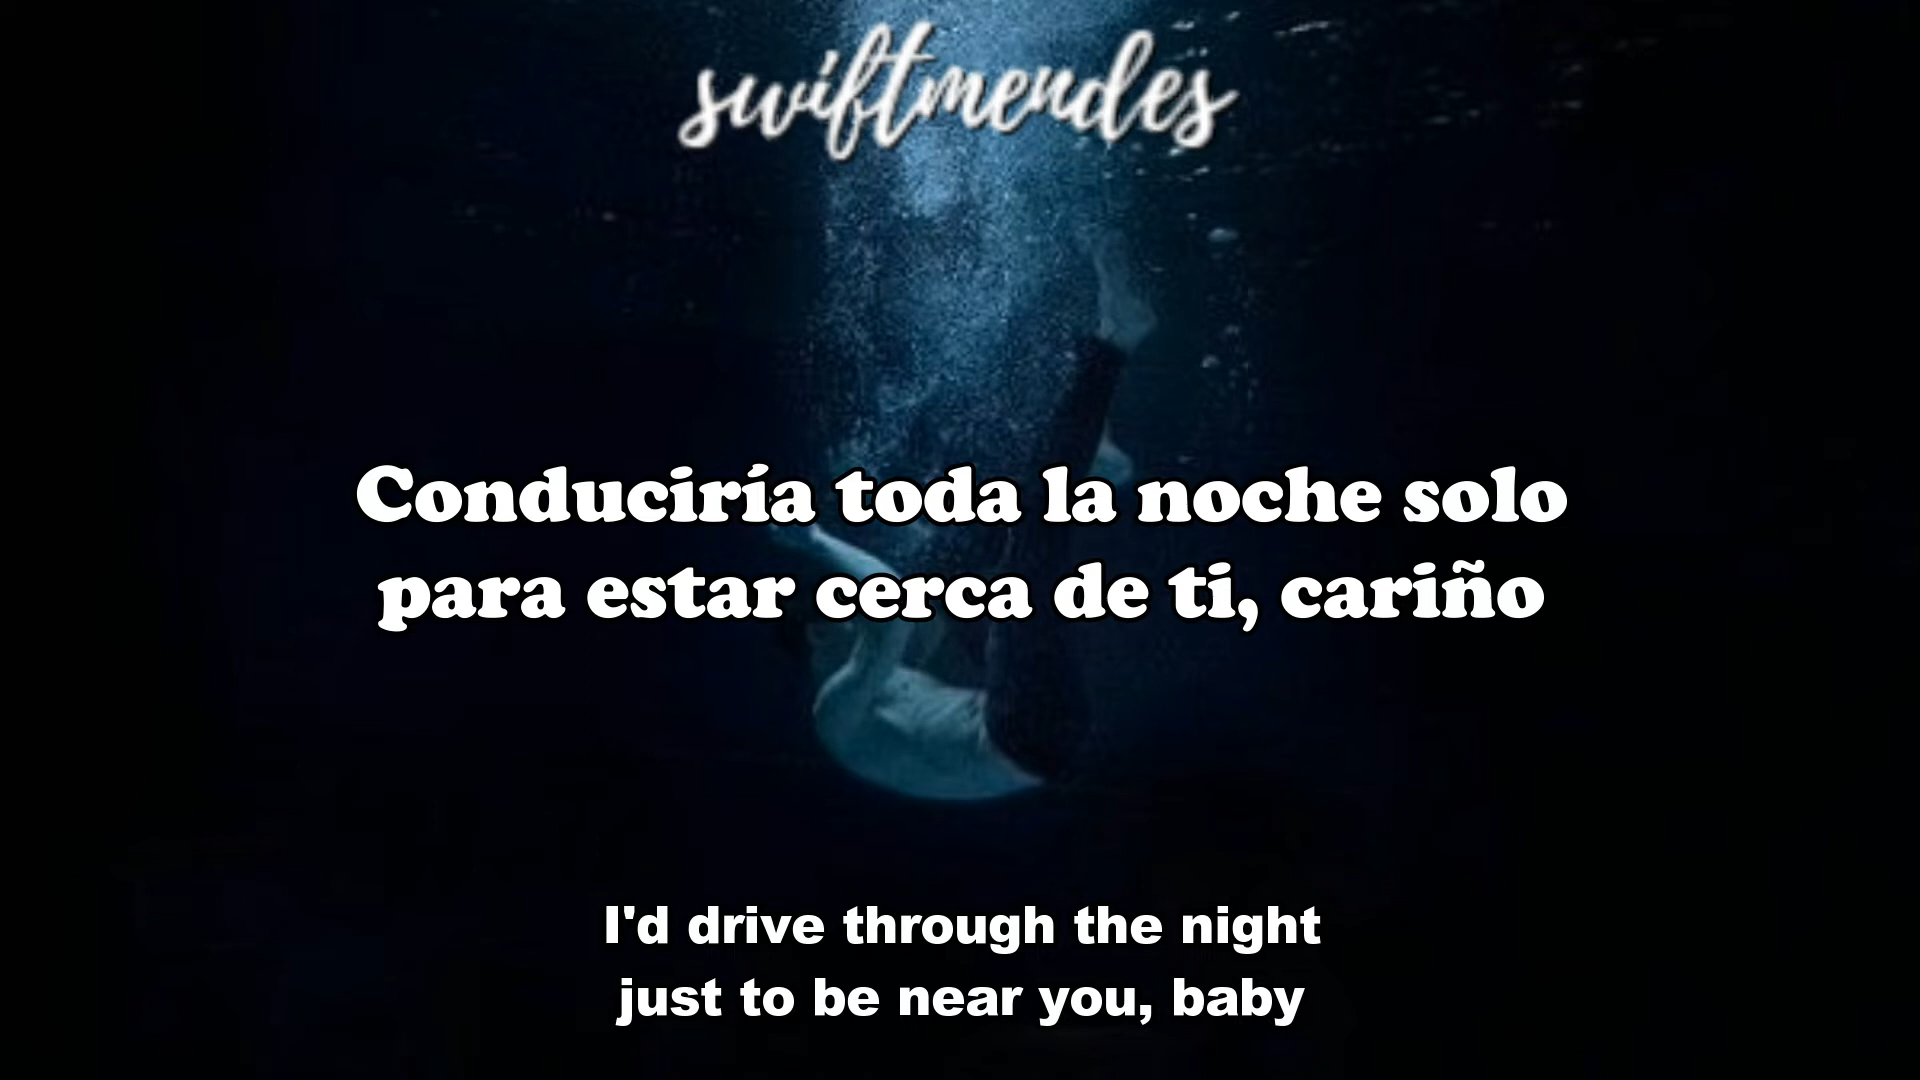 swiftmendes
Conduciría toda la noche solo
para estar cerca de ti, cariño
I'd drive through the night
just to be near you, baby